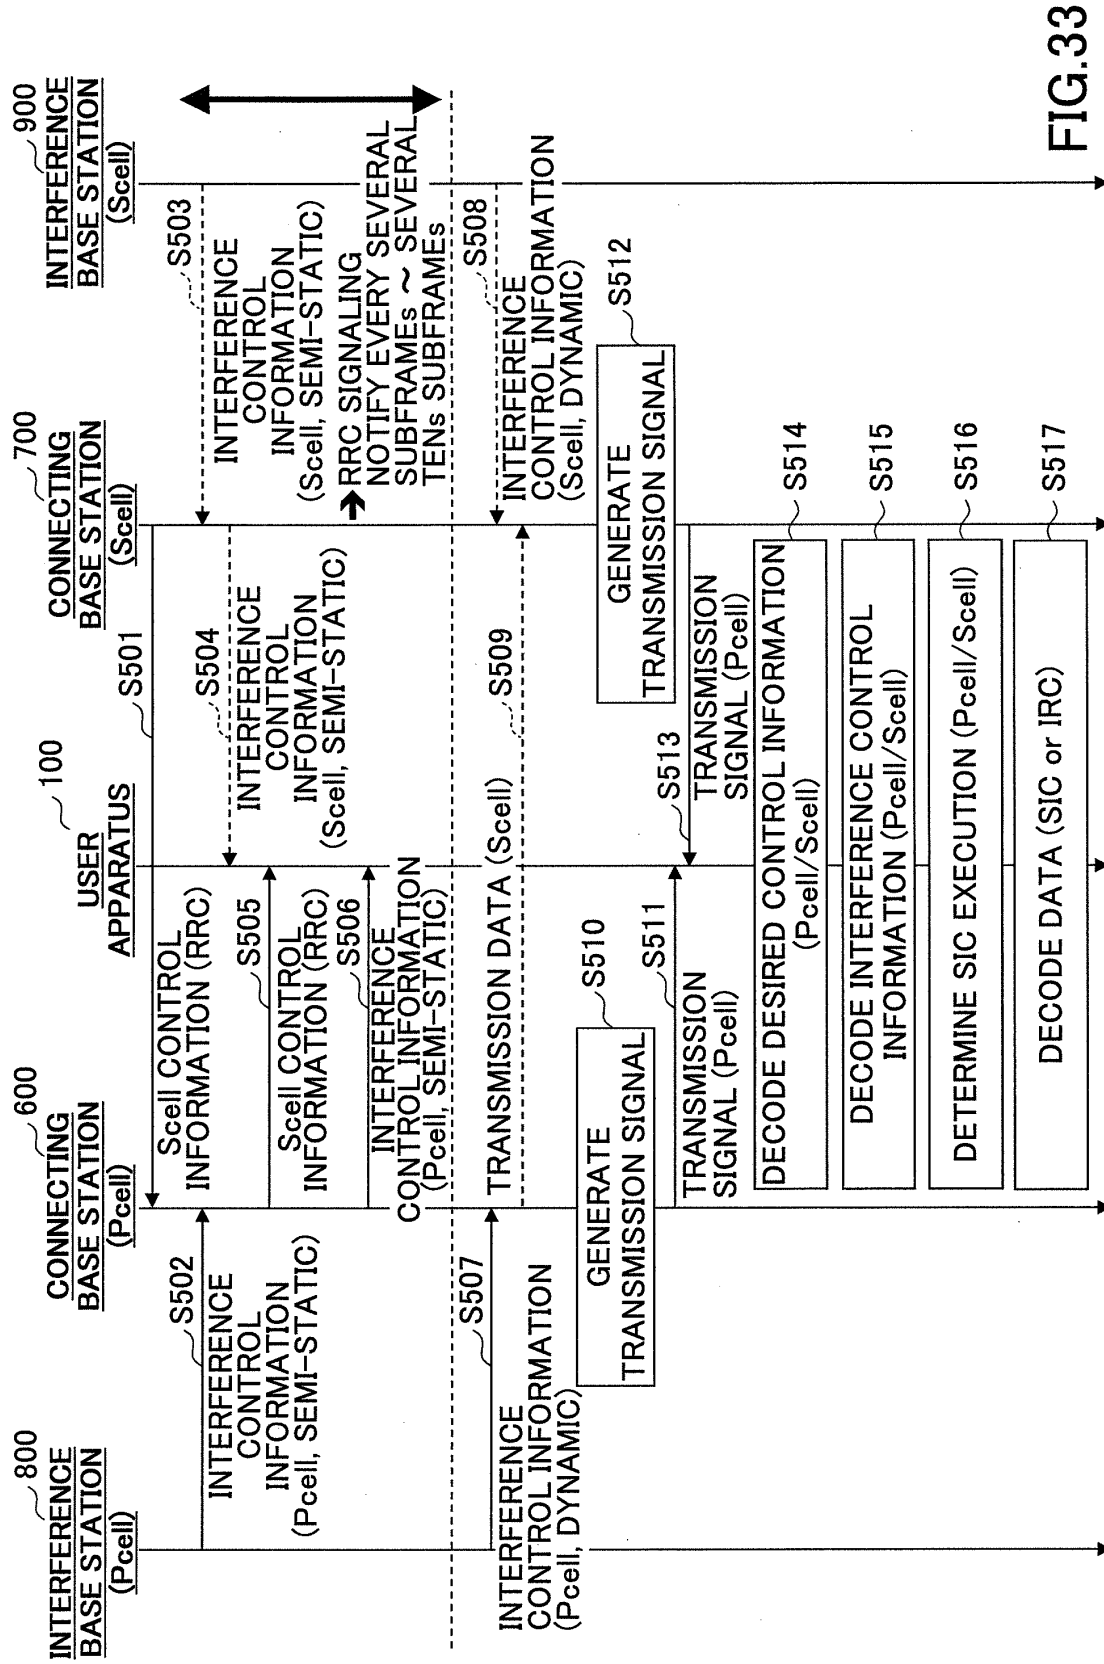 800
INTERFERENCE
BASE STATION
(Pcell)
600
CONNECTING
BASE STATION
(Pcell)
100
USER
APPARATUS
700
CONNECTING
BASE STATION
(Scell)
900
INTERFERENCE
BASE STATION
(Scell)
S501
Scell CONTROL
INFORMATION (RRC)
S502
INTERFERENCE
CONTROL
INFORMATION
(Pcell, SEMI-STATIC)
S503
INTERFERENCE
CONTROL
INFORMATION
(Scell, SEMI-STATIC)
➔RRC SIGNALING
NOTIFY EVERY SEVERAL
SUBFRAMEs ～ SEVERAL
TENs SUBFRAMEs
S504
INTERFERENCE
CONTROL
INFORMATION
(Scell, SEMI-STATIC)
S505
Scell CONTROL
INFORMATION (RRC)
S506
INTERFERENCE
CONTROL INFORMATION
(Pcell, SEMI-STATIC)
S507
INTERFERENCE
CONTROL INFORMATION
(Pcell, DYNAMIC)
S508
INTERFERENCE
CONTROL INFORMATION
(Scell, DYNAMIC)
TRANSMISSION DATA (Scell)
S509
S510
GENERATE
TRANSMISSION SIGNAL
S511
TRANSMISSION
SIGNAL (Pcell)
S512
GENERATE
TRANSMISSION SIGNAL
S513
TRANSMISSION
SIGNAL (Pcell)
DECODE DESIRED CONTROL INFORMATION
(Pcell/Scell)
S514
DECODE INTERFERENCE CONTROL
INFORMATION (Pcell/Scell)
S515
DETERMINE SIC EXECUTION (Pcell/Scell)
S516
DECODE DATA (SIC or IRC)
S517
FIG.33